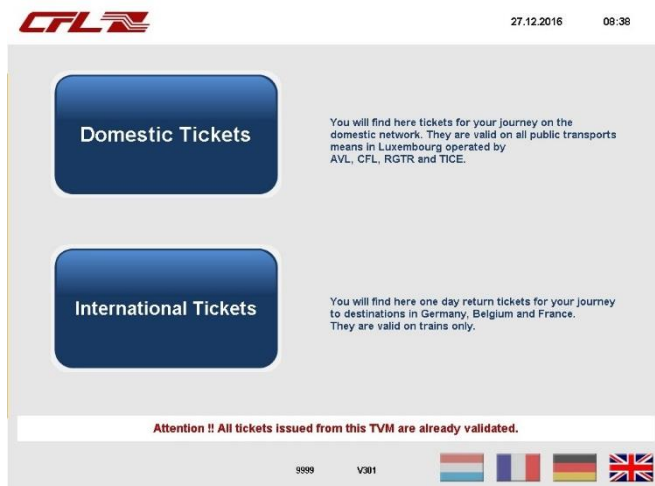 CFL
27.12.2016 08:38
Domestic Tickets
You will find here tickets for your journey on the
domestic network. They are valid on all public transports
means in Luxembourg operated by
AVL, CFL, RGTR and TICE.
International Tickets
You will find here one day return tickets for your journey
to destinations in Germany, Belgium and France.
They are valid on trains only.
Attention !! All tickets issued from this TVM are already validated.
9999 V301